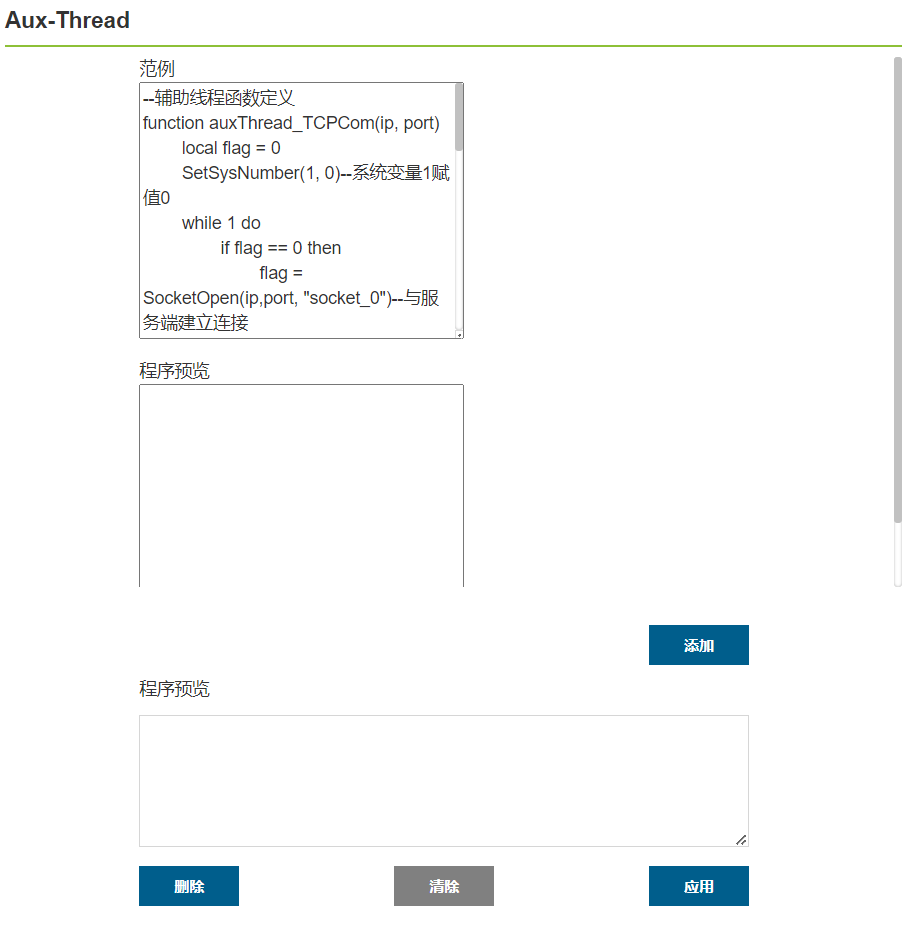 Aux-Thread
范例
--辅助线程函数定义
function auxThread_TCPCom(ip, port)
local flag = 0
SetSysNumber(1, 0)--系统变量1赋
值0
while 1 do
if flag == 0 then
flag =
SocketOpen(ip,port, "socket_0")--与服
务端建立连接
程序预览
添加
程序预览
删除
清除
应用